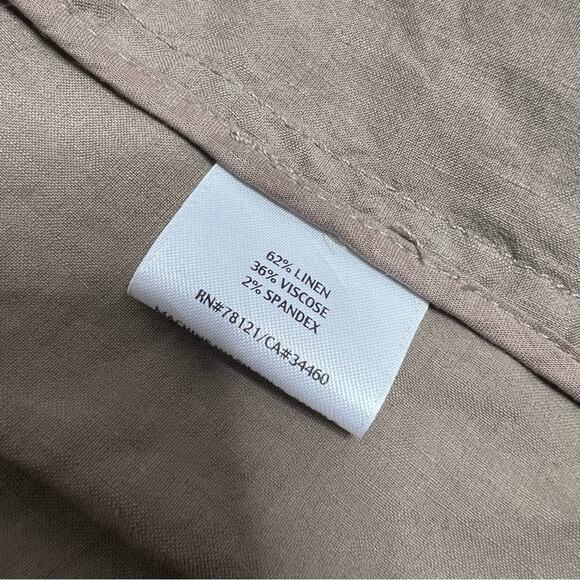 62% LINEN
36% VISCOSE
2% SPANDEX
RN#78121/CA#34460